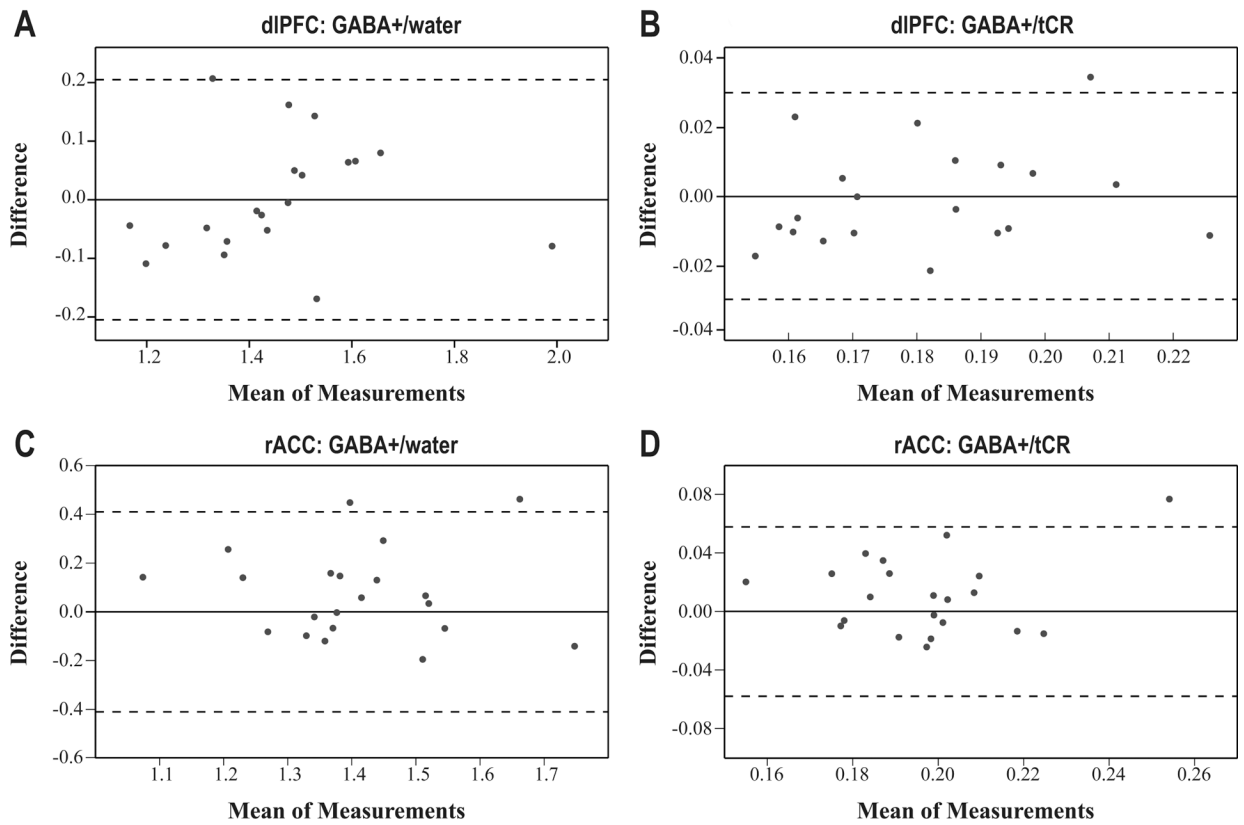 A
dlPFC: GABA+/water
Difference
0.2
0.1
0.0
-0.1
-0.2
1.2 1.4 1.6 1.8 2.0
Mean of Measurements
B
dlPFC: GABA+/tCR
Difference
0.04
0.02
0.00
-0.02
-0.04
0.16 0.17 0.18 0.19 0.20 0.21 0.22
Mean of Measurements
C
rACC: GABA+/water
Difference
0.6
0.4
0.2
0.0
-0.2
-0.4
-0.6
1.1 1.2 1.3 1.4 1.5 1.6 1.7
Mean of Measurements
D
rACC: GABA+/tCR
Difference
0.08
0.04
0.00
-0.04
-0.08
0.16 0.18 0.20 0.22 0.24 0.26
Mean of Measurements